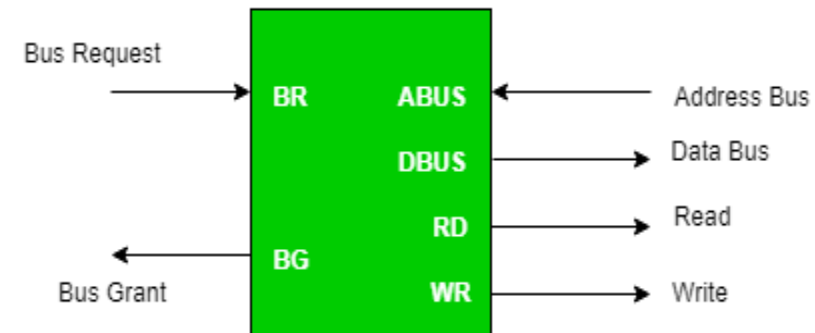 Bus Request
BR
ABUS
Address Bus
DBUS
Data Bus
RD
Read
BG
Bus Grant
WR
Write